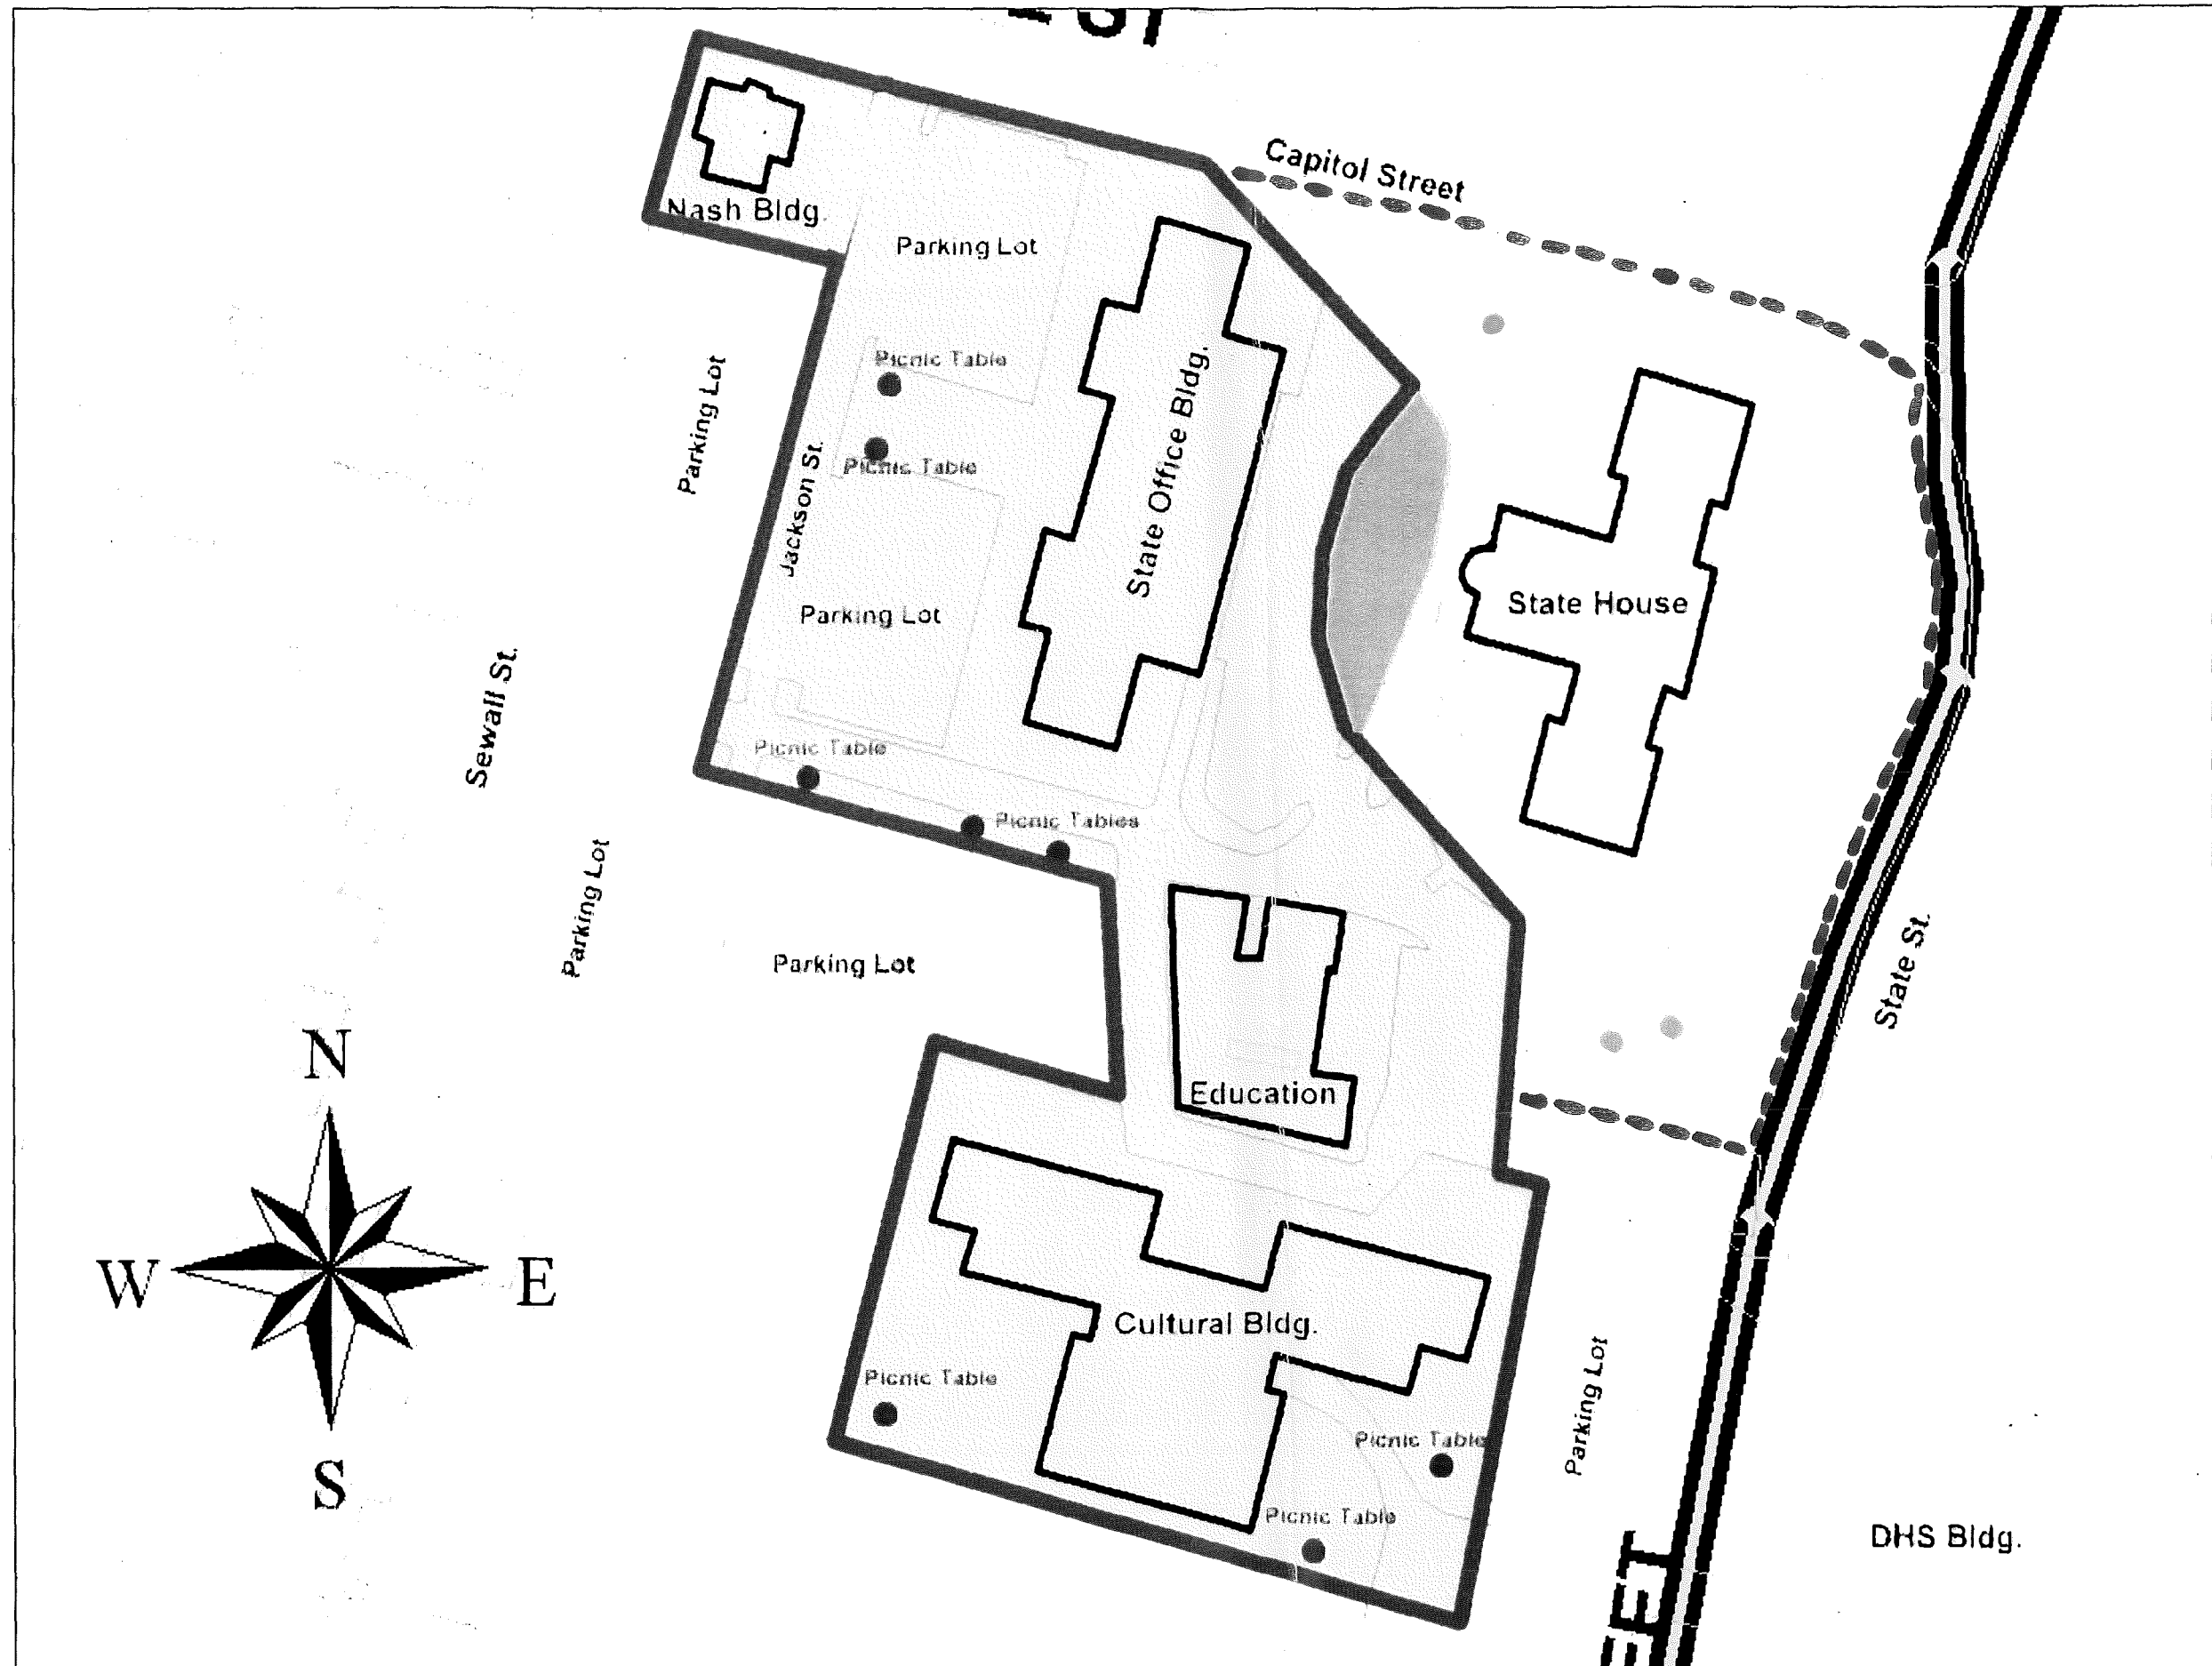 Capitol Street
Nash Bldg.
Parking Lot
Picnic Table
Parking Lot
Picnic Table
Jackson St.
State Office Bldg.
State House
Parking Lot
Sewall St.
Picnic Table
Picnic Tables
Parking Lot
Parking Lot
State St.
N
W
E
S
Education
Cultural Bldg.
Picnic Table
Parking Lot
Picnic Table
Picnic Table
DHS Bldg.